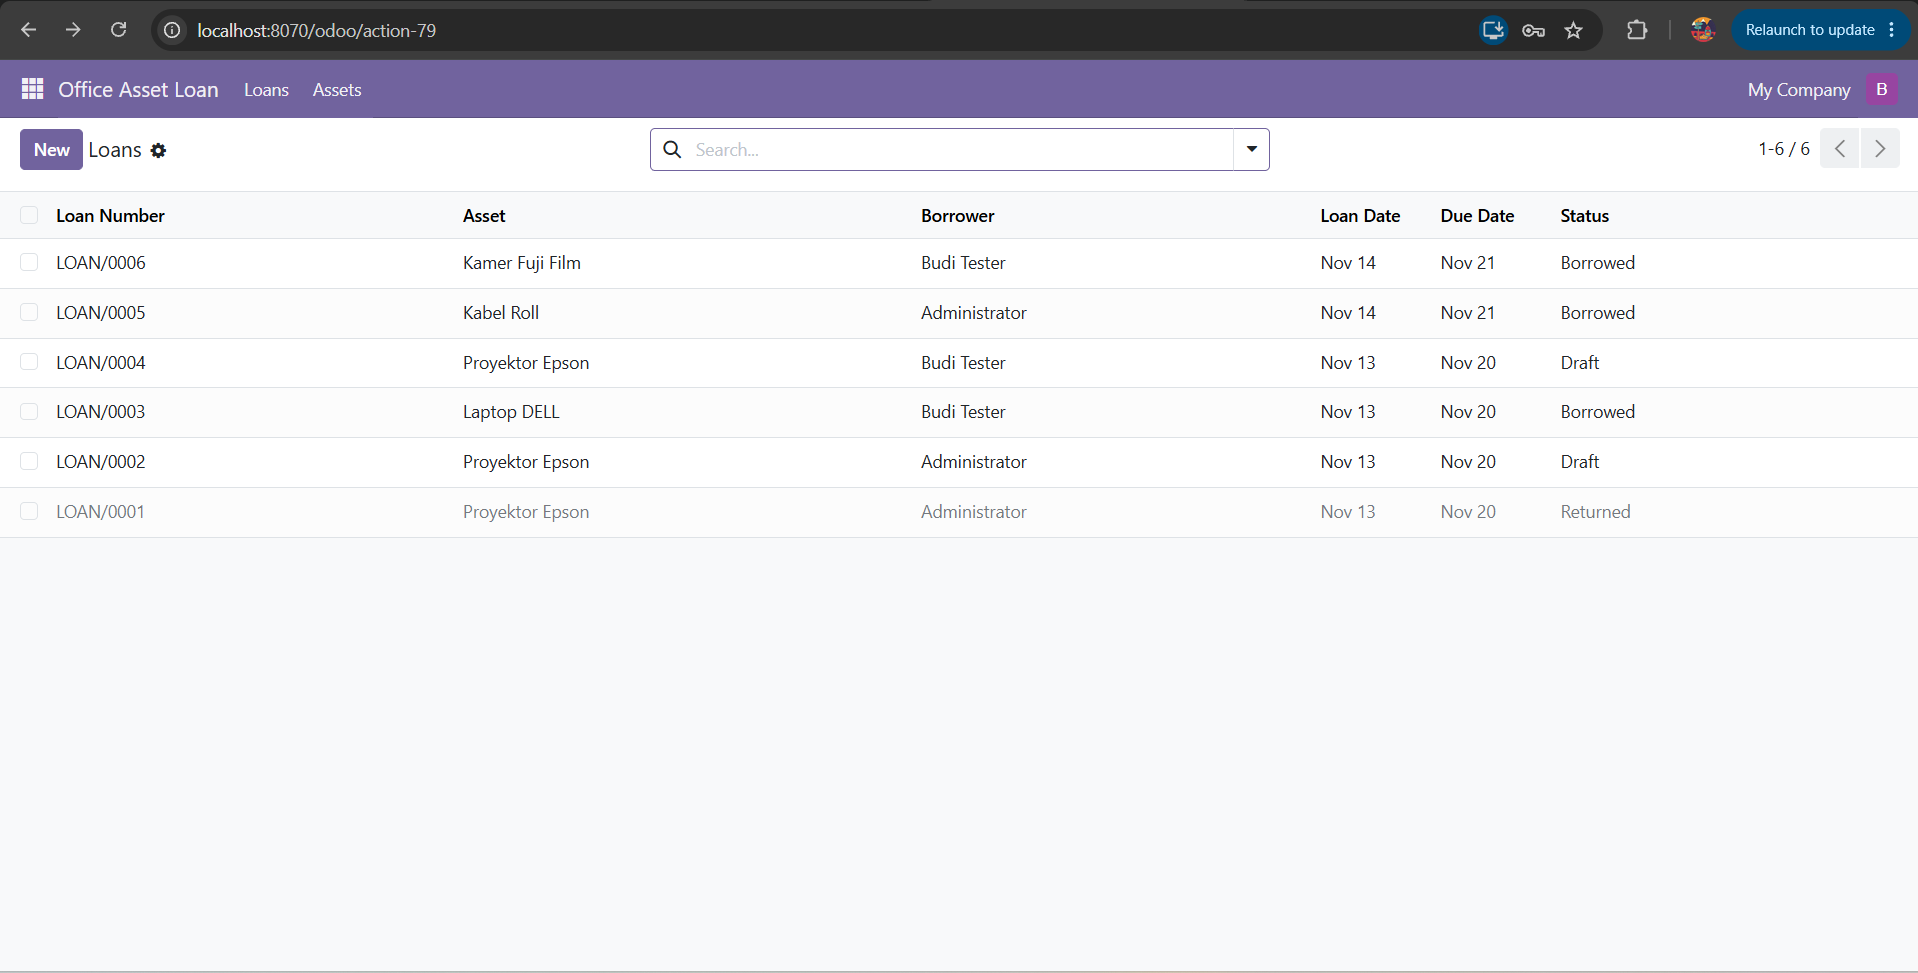 localhost:8070/odoo/action-79
Relaunch to update
Office Asset Loan Loans Assets My Company B
New Loans Search... 1-6 / 6
Loan Number Asset Borrower Loan Date Due Date Status
LOAN/0006 Kamer Fuji Film Budi Tester Nov 14 Nov 21 Borrowed
LOAN/0005 Kabel Roll Administrator Nov 14 Nov 21 Borrowed
LOAN/0004 Proyektor Epson Budi Tester Nov 13 Nov 20 Draft
LOAN/0003 Laptop DELL Budi Tester Nov 13 Nov 20 Borrowed
LOAN/0002 Proyektor Epson Administrator Nov 13 Nov 20 Draft
LOAN/0001 Proyektor Epson Administrator Nov 13 Nov 20 Returned